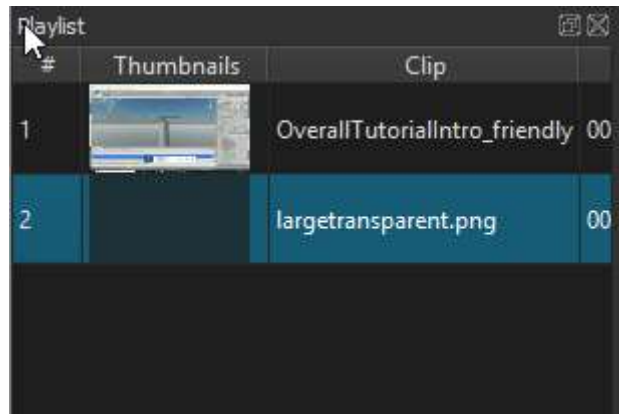 Playlist
# Thumbnails Clip
1 OverallTutorialIntro_friendly 00
2 largetransparent.png 00